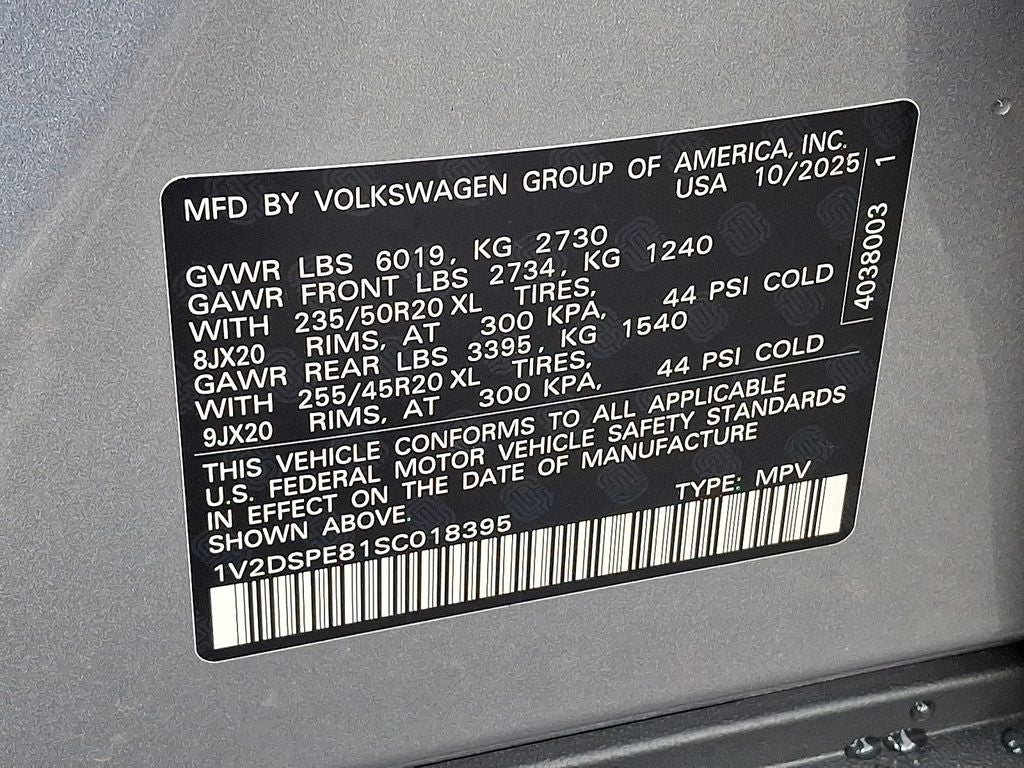 MFD BY VOLKSWAGEN GROUP OF AMERICA, INC.
USA 10/2025
GVWR LBS 6019, KG 2730
GAWR FRONT LBS 2734, KG 1240
WITH 235/50R20 XL TIRES,
8JX20 RIMS, AT 300 KPA, 44 PSI COLD
GAWR REAR LBS 3395, KG 1540
WITH 255/45R20 XL TIRES,
9JX20 RIMS, AT 300 KPA, 44 PSI COLD
THIS VEHICLE CONFORMS TO ALL APPLICABLE
U.S. FEDERAL MOTOR VEHICLE SAFETY STANDARDS
IN EFFECT ON THE DATE OF MANUFACTURE
SHOWN ABOVE.
TYPE: MPV
1V2DSPE81SC018395
4038003 1